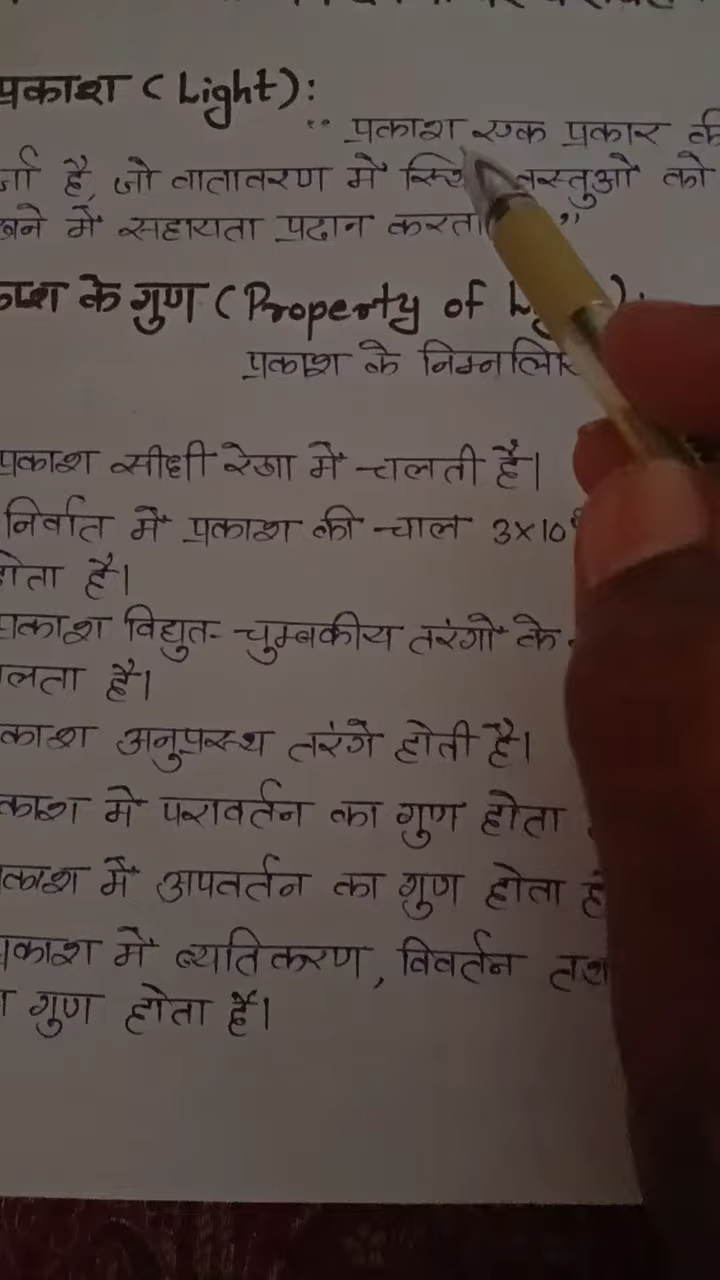 प्रकाश (Light):
" प्रकाश एक प्रकार की
र्जा है, जो वातावरण में वस्तुओं को
खने में सहायता प्रदान करता "
काश के गुण (Property of
प्रकाश के
प्रकाश सीधी रेखा में चलती है।
निर्वात में प्रकाश की चाल 3×10
होता है।
प्रकाश विद्युत- चुम्बकीय तरंगो के
लता है।
काश अनुप्रस्थ तरंगे होती है।
काश में परावर्तन का गुण होता
काश में अपवर्तन का गुण होता है
प्रकाश में व्यतिकरण, विवर्तन
गुण होता है।